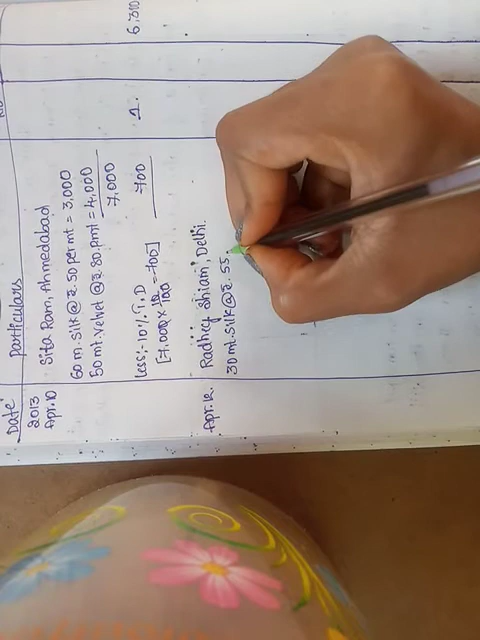 Date Particulars
2013
Apr.10 Sita Ram, Ahmedabad
60 m. Silk @ ₹.50 per mt = 3,000
50 mt. Velvet @ ₹.80 pmt = 4,000
7,000
Less:- 10% T.D 700 1. 6,310
[7,000 × 10/100 = 700]
Apr.12. Radhey Shiam, Delhi.
30 mt. Silk @ ₹. 55